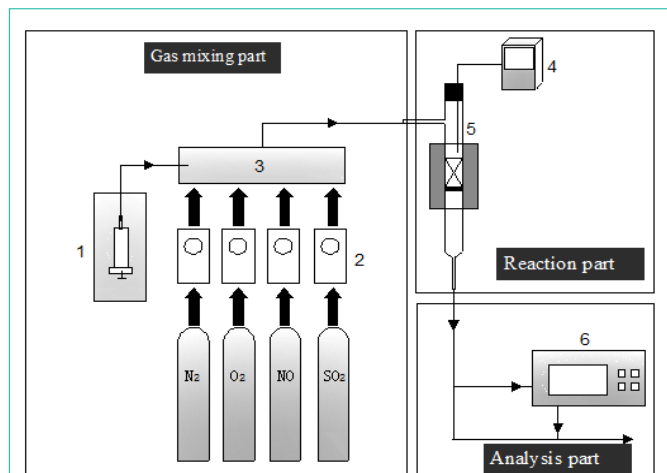 Gas mixing part
4
5
3
1
2
Reaction part
N2
O2
NO
SO2
6
Analysis part